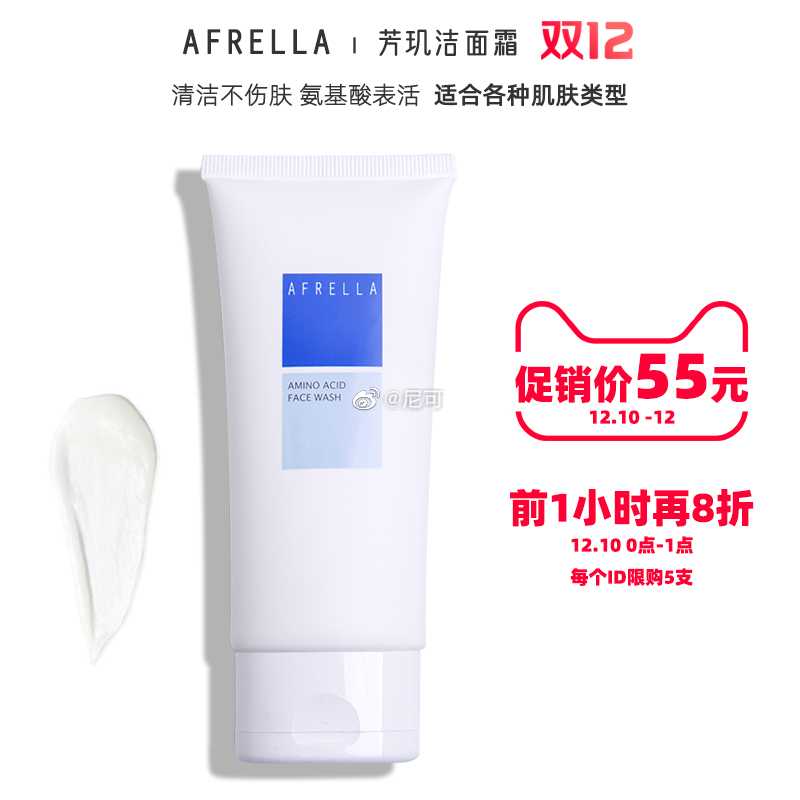 AFRELLA | 芳玑洁面霜 双12
清洁不伤肤 氨基酸表活 适合各种肌肤类型
AFRELLA
AMINO ACID
FACE WASH
@尼可
促销价55元
12.10 -12
前1小时再8折
12.10 0点-1点
每个ID限购5支